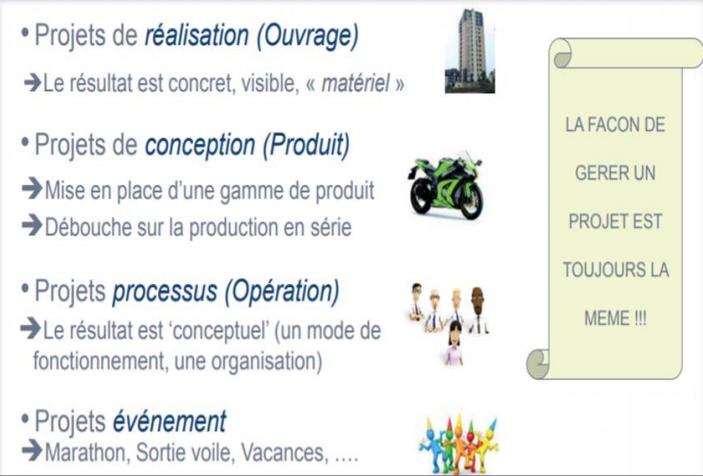 • Projets de réalisation (Ouvrage)
➔Le résultat est concret, visible, « matériel »
• Projets de conception (Produit)
➔Mise en place d’une gamme de produit
➔Débouche sur la production en série
• Projets processus (Opération)
➔Le résultat est ‘conceptuel’ (un mode de
fonctionnement, une organisation)
• Projets événement
➔Marathon, Sortie voile, Vacances, ….
LA FACON DE
GERER UN
PROJET EST
TOUJOURS LA
MEME !!!